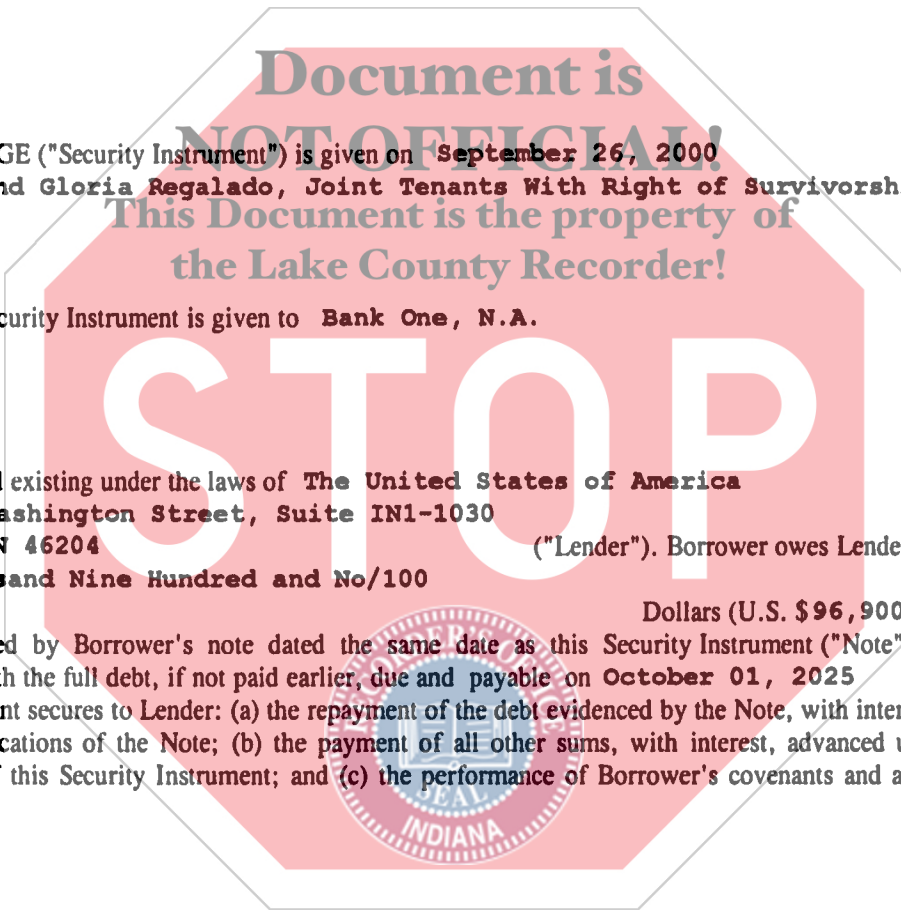 Document is
NOT OFFICIAL!
GE ("Security Instrument") is given on September 26, 2000
nd Gloria Regalado, Joint Tenants With Right of Survivorsh
This Document is the property of
the Lake County Recorder!
curity Instrument is given to Bank One, N.A.
STOP
existing under the laws of The United States of America
ashington Street, Suite IN1-1030
N 46204 ("Lender"). Borrower owes Lende
sand Nine Hundred and No/100
Dollars (U.S. $96,900
ed by Borrower's note dated the same date as this Security Instrument ("Note"
h the full debt, if not paid earlier, due and payable on October 01, 2025
nt secures to Lender: (a) the repayment of the debt evidenced by the Note, with inter
cations of the Note; (b) the payment of all other sums, with interest, advanced u
f this Security Instrument; and (c) the performance of Borrower's covenants and a
RECORDER'S OFFICE
SEAL
INDIANA